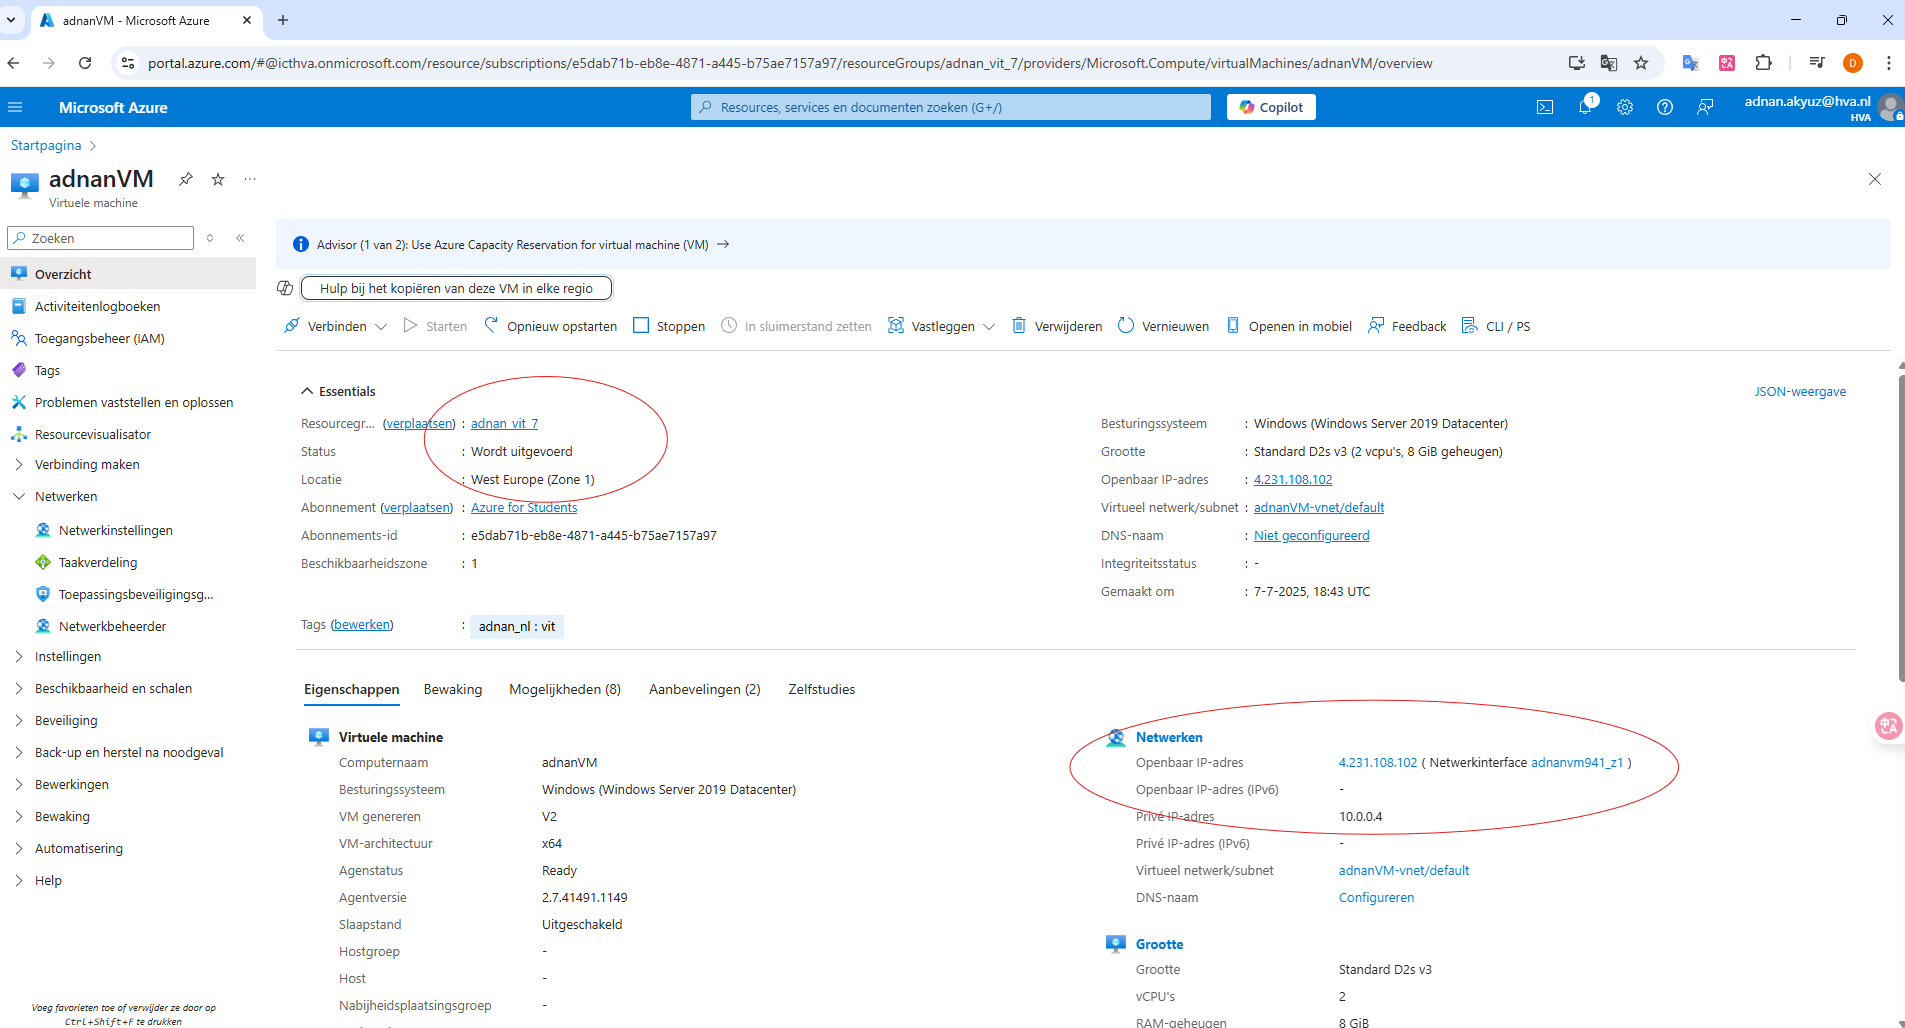 adnanVM - Microsoft Azure
portal.azure.com/#@icthva.onmicrosoft.com/resource/subscriptions/e5dab71b-eb8e-4871-a445-b75ae7157a97/resourceGroups/adnan_vit_7/providers/Microsoft.Compute/virtualMachines/adnanVM/overview
D
Microsoft Azure
Resources, services en documenten zoeken (G+/)
Copilot
1
adnan.akyuz@hva.nl
HVA
Startpagina
adnanVM
Virtuele machine
Zoeken
Overzicht
Activiteitenlogboeken
Toegangsbeheer (IAM)
Tags
Problemen vaststellen en oplossen
Resourcevisualisator
Verbinding maken
Netwerken
Netwerkinstellingen
Taakverdeling
Toepassingsbeveiligingsg...
Netwerkbeheerder
Instellingen
Beschikbaarheid en schalen
Beveiliging
Back-up en herstel na noodgeval
Bewerkingen
Bewaking
Automatisering
Help
Voeg favorieten toe of verwijder ze door op
Ctrl+Shift+F te drukken
Advisor (1 van 2): Use Azure Capacity Reservation for virtual machine (VM) →
Hulp bij het kopiëren van deze VM in elke regio
Verbinden Starten Opnieuw opstarten Stoppen In sluimerstand zetten Vastleggen Verwijderen Vernieuwen Openen in mobiel Feedback CLI / PS
Essentials
JSON-weergave
Resourcegr... (verplaatsen) : adnan_vit_7
Status : Wordt uitgevoerd
Locatie : West Europe (Zone 1)
Abonnement (verplaatsen) : Azure for Students
Abonnements-id : e5dab71b-eb8e-4871-a445-b75ae7157a97
Beschikbaarheidszone : 1
Besturingssysteem : Windows (Windows Server 2019 Datacenter)
Grootte : Standard D2s v3 (2 vcpu's, 8 GiB geheugen)
Openbaar IP-adres : 4.231.108.102
Virtueel netwerk/subnet : adnanVM-vnet/default
DNS-naam : Niet geconfigureerd
Integriteitsstatus : -
Gemaakt om : 7-7-2025, 18:43 UTC
Tags (bewerken) : adnan_nl : vit
Eigenschappen Bewaking Mogelijkheden (8) Aanbevelingen (2) Zelfstudies
Virtuele machine
Computernaam adnanVM
Besturingssysteem Windows (Windows Server 2019 Datacenter)
VM genereren V2
VM-architectuur x64
Agenstatus Ready
Agentversie 2.7.41491.1149
Slaapstand Uitgeschakeld
Hostgroep -
Host -
Nabijheidsplaatsingsgroep -
Netwerken
Openbaar IP-adres 4.231.108.102 ( Netwerkinterface adnanvm941_z1 )
Openbaar IP-adres (IPv6) -
Privé IP-adres 10.0.0.4
Privé IP-adres (IPv6) -
Virtueel netwerk/subnet adnanVM-vnet/default
DNS-naam Configureren
Grootte
Grootte Standard D2s v3
vCPU's 2
RAM-geheugen 8 GiB